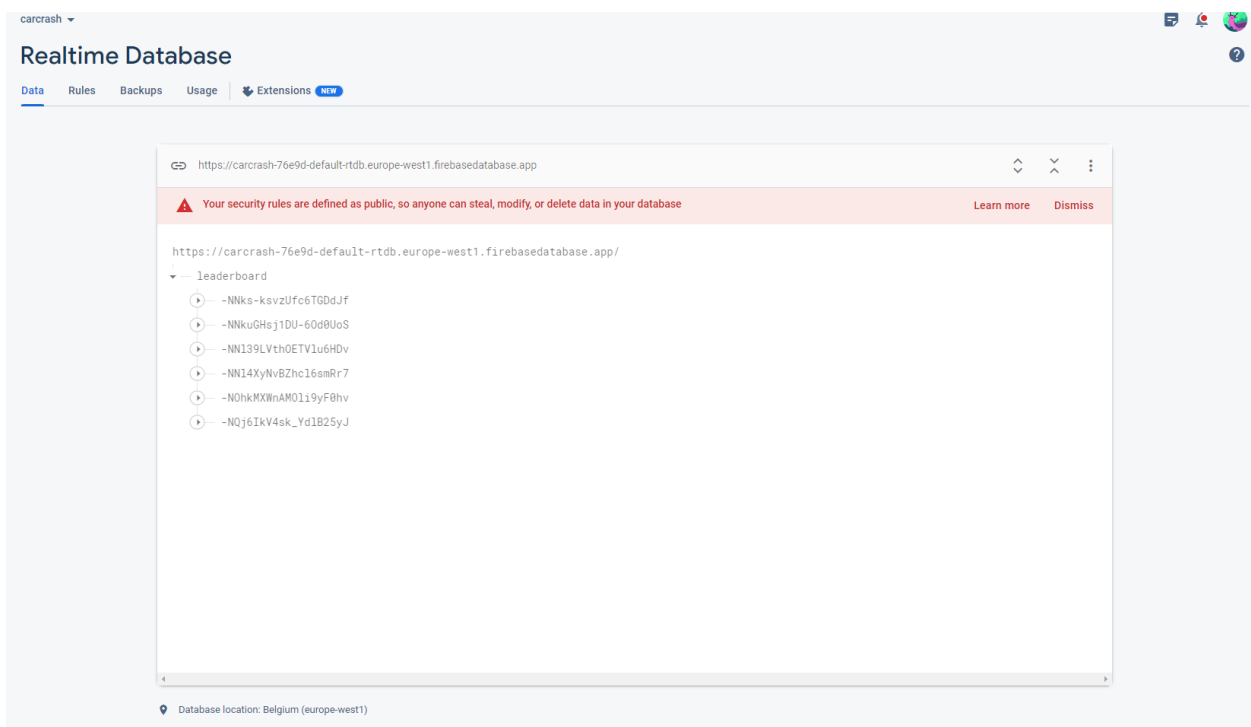 carcrash
Realtime Database
Data Rules Backups Usage Extensions NEW
https://carcrash-76e9d-default-rtdb.europe-west1.firebasedatabase.app
Your security rules are defined as public, so anyone can steal, modify, or delete data in your database Learn more Dismiss
https://carcrash-76e9d-default-rtdb.europe-west1.firebasedatabase.app/
leaderboard
-NNks-ksvzUfc6TGDdJf
-NNkuGHsj1DU-6Od0UoS
-NNl39LVthOETVlu6HDv
-NNl4XyNvBZhcl6smRr7
-NOhkMXWnAMOli9yF0hv
-NQj6IkV4sk_YdlB25yJ
Database location: Belgium (europe-west1)